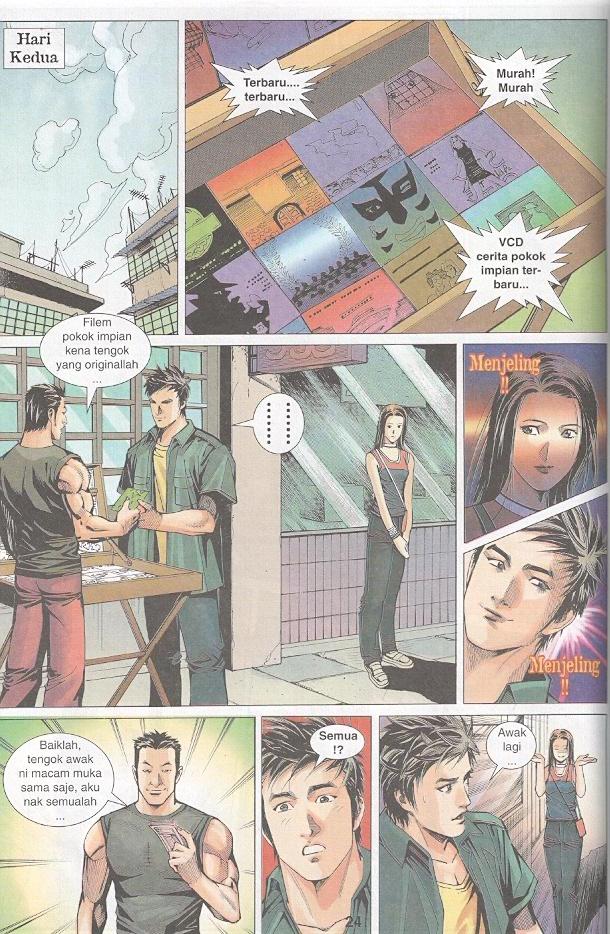 Hari
Kedua
Terbaru....
terbaru...
Murah!
Murah
VCD
cerita pokok
impian ter-
baru...
Filem
pokok impian
kena tengok
yang originallah
...
Menjeling
!!
Menjeling
!!
Baiklah,
tengok awak
ni macam muka
sama saje, aku
nak semualah
...
Semua
!?
Awak
lagi
...
24